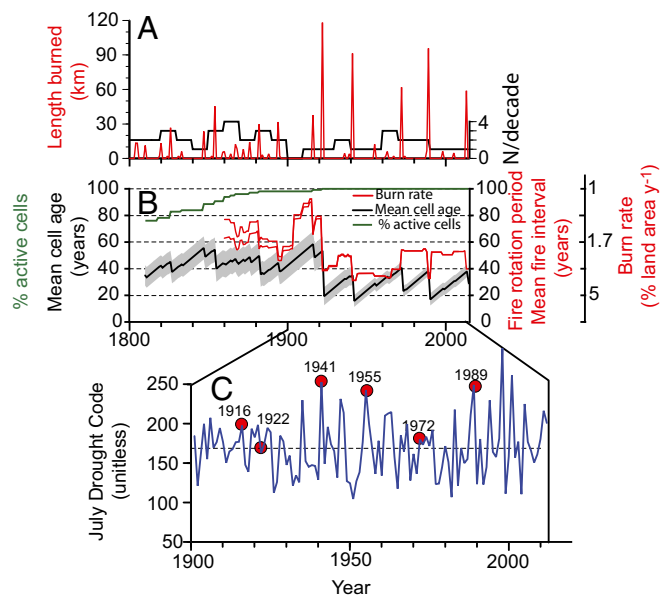 A
Length burned
(km)
120
90
60
30
0
4
2
0
N/decade
B
% active cells
Mean cell age
(years)
100
80
60
40
20
0
Burn rate
Mean cell age
% active cells
100
80
60
40
20
0
Fire rotation period
Mean fire interval
(years)
1
1.7
5
Burn rate
(% land area y-1)
1800
1900
2000
C
July Drought Code
(unitless)
250
200
150
100
50
1916
1922
1941
1955
1972
1989
1900
1950
2000
Year